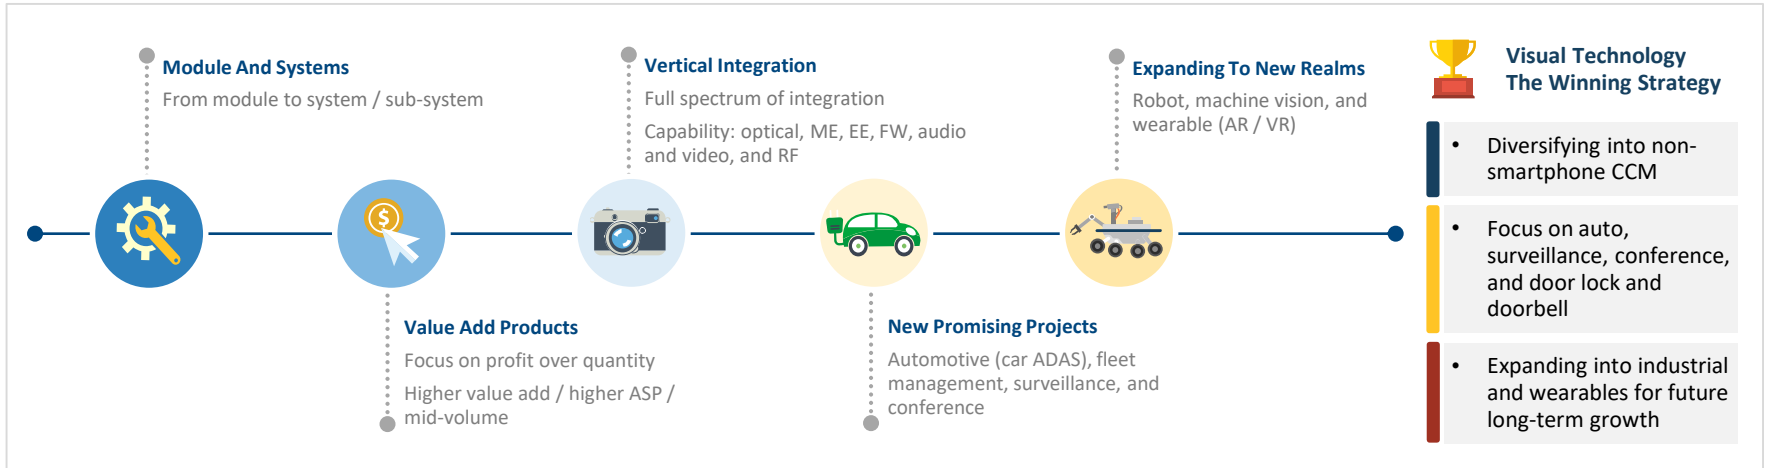 Module And Systems
From module to system / sub-system
$
Value Add Products
Focus on profit over quantity
Higher value add / higher ASP /
mid-volume
Vertical Integration
Full spectrum of integration
Capability: optical, ME, EE, FW, audio
and video, and RF
New Promising Projects
Automotive (car ADAS), fleet
management, surveillance, and
conference
Expanding To New Realms
Robot, machine vision, and
wearable (AR / VR)
Visual Technology
The Winning Strategy
• Diversifying into non-
smartphone CCM
• Focus on auto,
surveillance, conference,
and door lock and
doorbell
• Expanding into industrial
and wearables for future
long-term growth